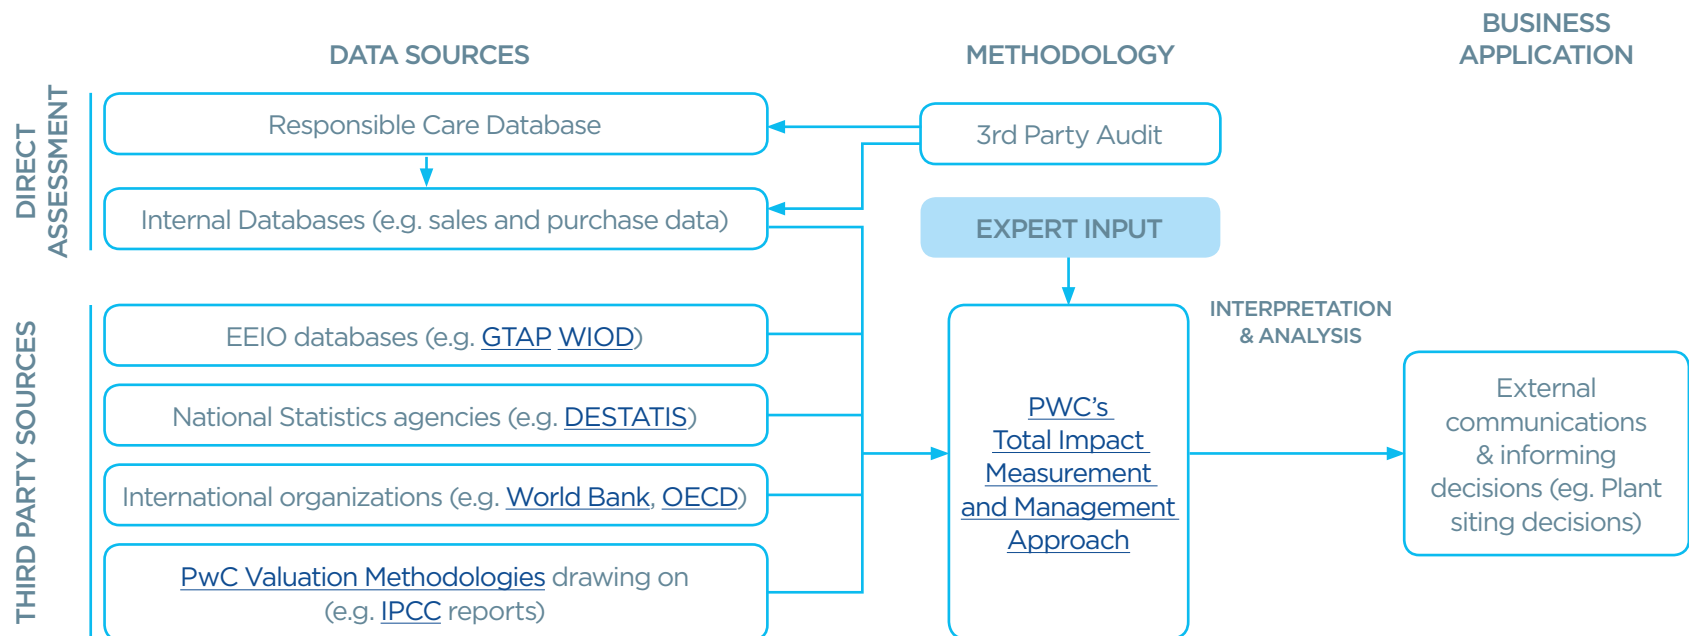 DATA SOURCES
METHODOLOGY
BUSINESS
APPLICATION
DIRECT
ASSESSMENT
Responsible Care Database
Internal Databases (e.g. sales and purchase data)
3rd Party Audit
EXPERT INPUT
THIRD PARTY SOURCES
EEIO databases (e.g. GTAP WIOD)
National Statistics agencies (e.g. DESTATIS)
International organizations (e.g. World Bank, OECD)
PwC Valuation Methodologies drawing on
(e.g. IPCC reports)
PWC's
Total Impact
Measurement
and Management
Approach
INTERPRETATION
& ANALYSIS
External
communications
& informing
decisions (eg. Plant
siting decisions)